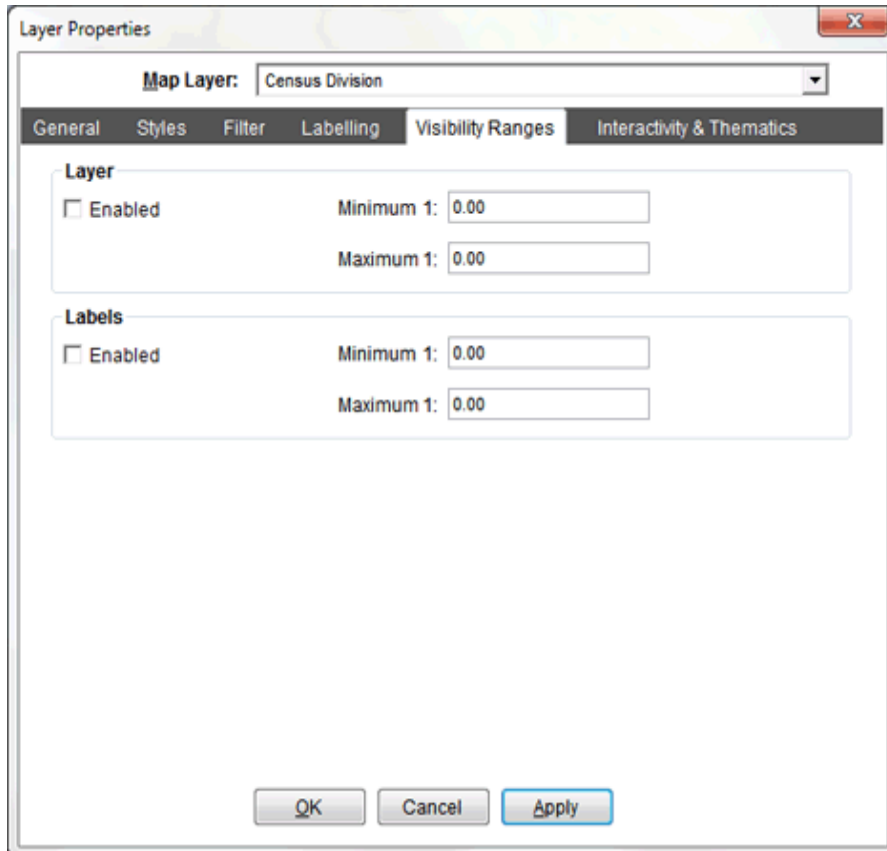 Layer Properties
X
Map Layer: Census Division
General Styles Filter Labelling Visibility Ranges Interactivity & Thematics
Layer
Enabled Minimum 1: 0.00
Maximum 1: 0.00
Labels
Enabled Minimum 1: 0.00
Maximum 1: 0.00
OK Cancel Apply